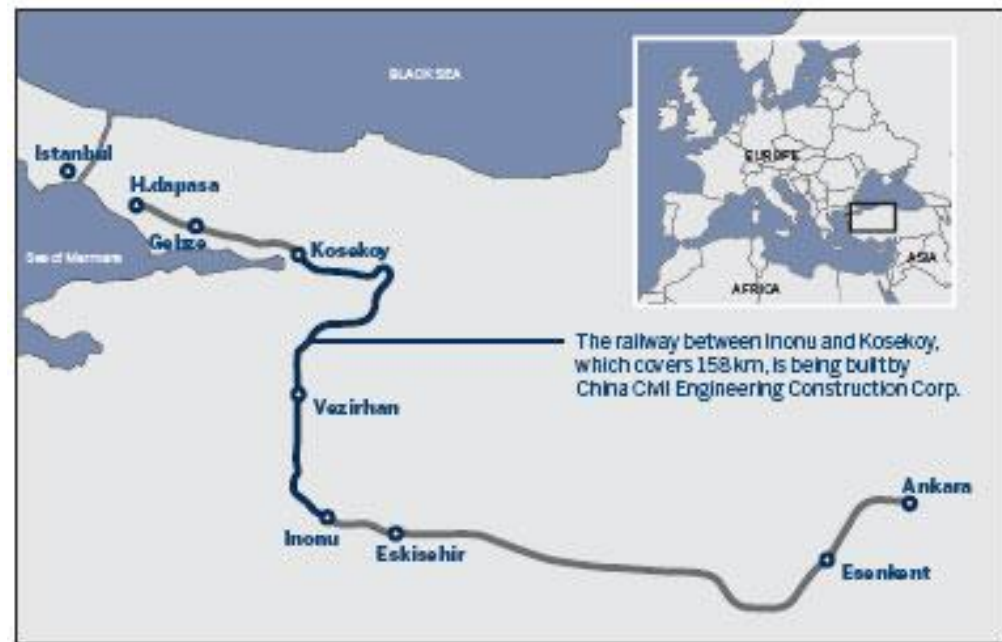 BLACK SEA
Istanbul
H.dapasa
Gebze
Kosekoy
Sea of Marmara
EUROPE
ASIA
AFRICA
The railway between Inonu and Kosekoy,
which covers 158 km, is being built by
China Civil Engineering Construction Corp.
Vezirhan
Ankara
Inonu
Eskisehir
Esenkent